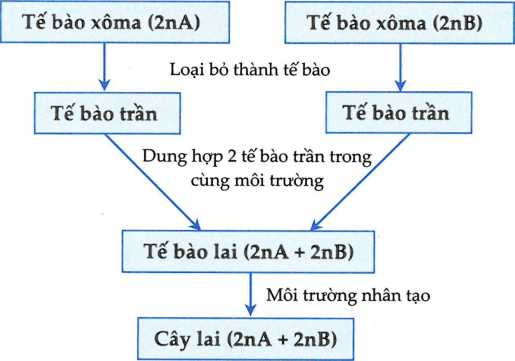 Tế bào xôma (2nA)
Tế bào xôma (2nB)
Loại bỏ thành tế bào
Tế bào trần
Tế bào trần
Dung hợp 2 tế bào trần trong
cùng môi trường
Tế bào lai (2nA + 2nB)
Môi trường nhân tạo
Cây lai (2nA + 2nB)